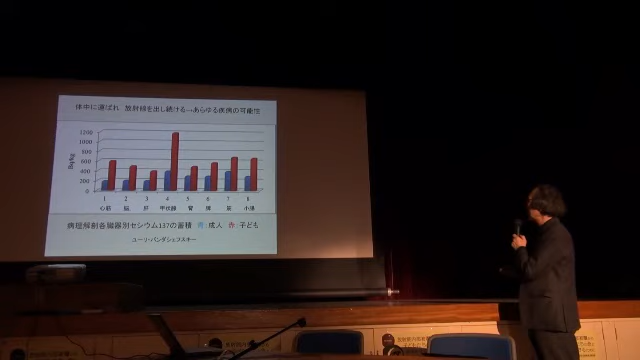 体中に運ばれ 放射線を出し続ける→あらゆる疾病の可能性
Bq/kg
1200
1000
800
600
400
200
0
1 2 3 4 5 6 7 8
心筋 脳 肝 甲状腺 腎 脾 筋 小腸
病理解剖各臓器別セシウム137の蓄積 青 成人 赤 子ども
ユーリ・バンダジェフスキー